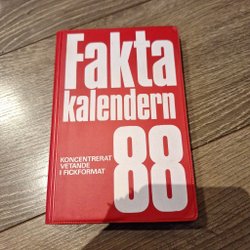 Fakta
kalendern
88
KONCENTRERAT
VETANDE
I FICKFORMAT